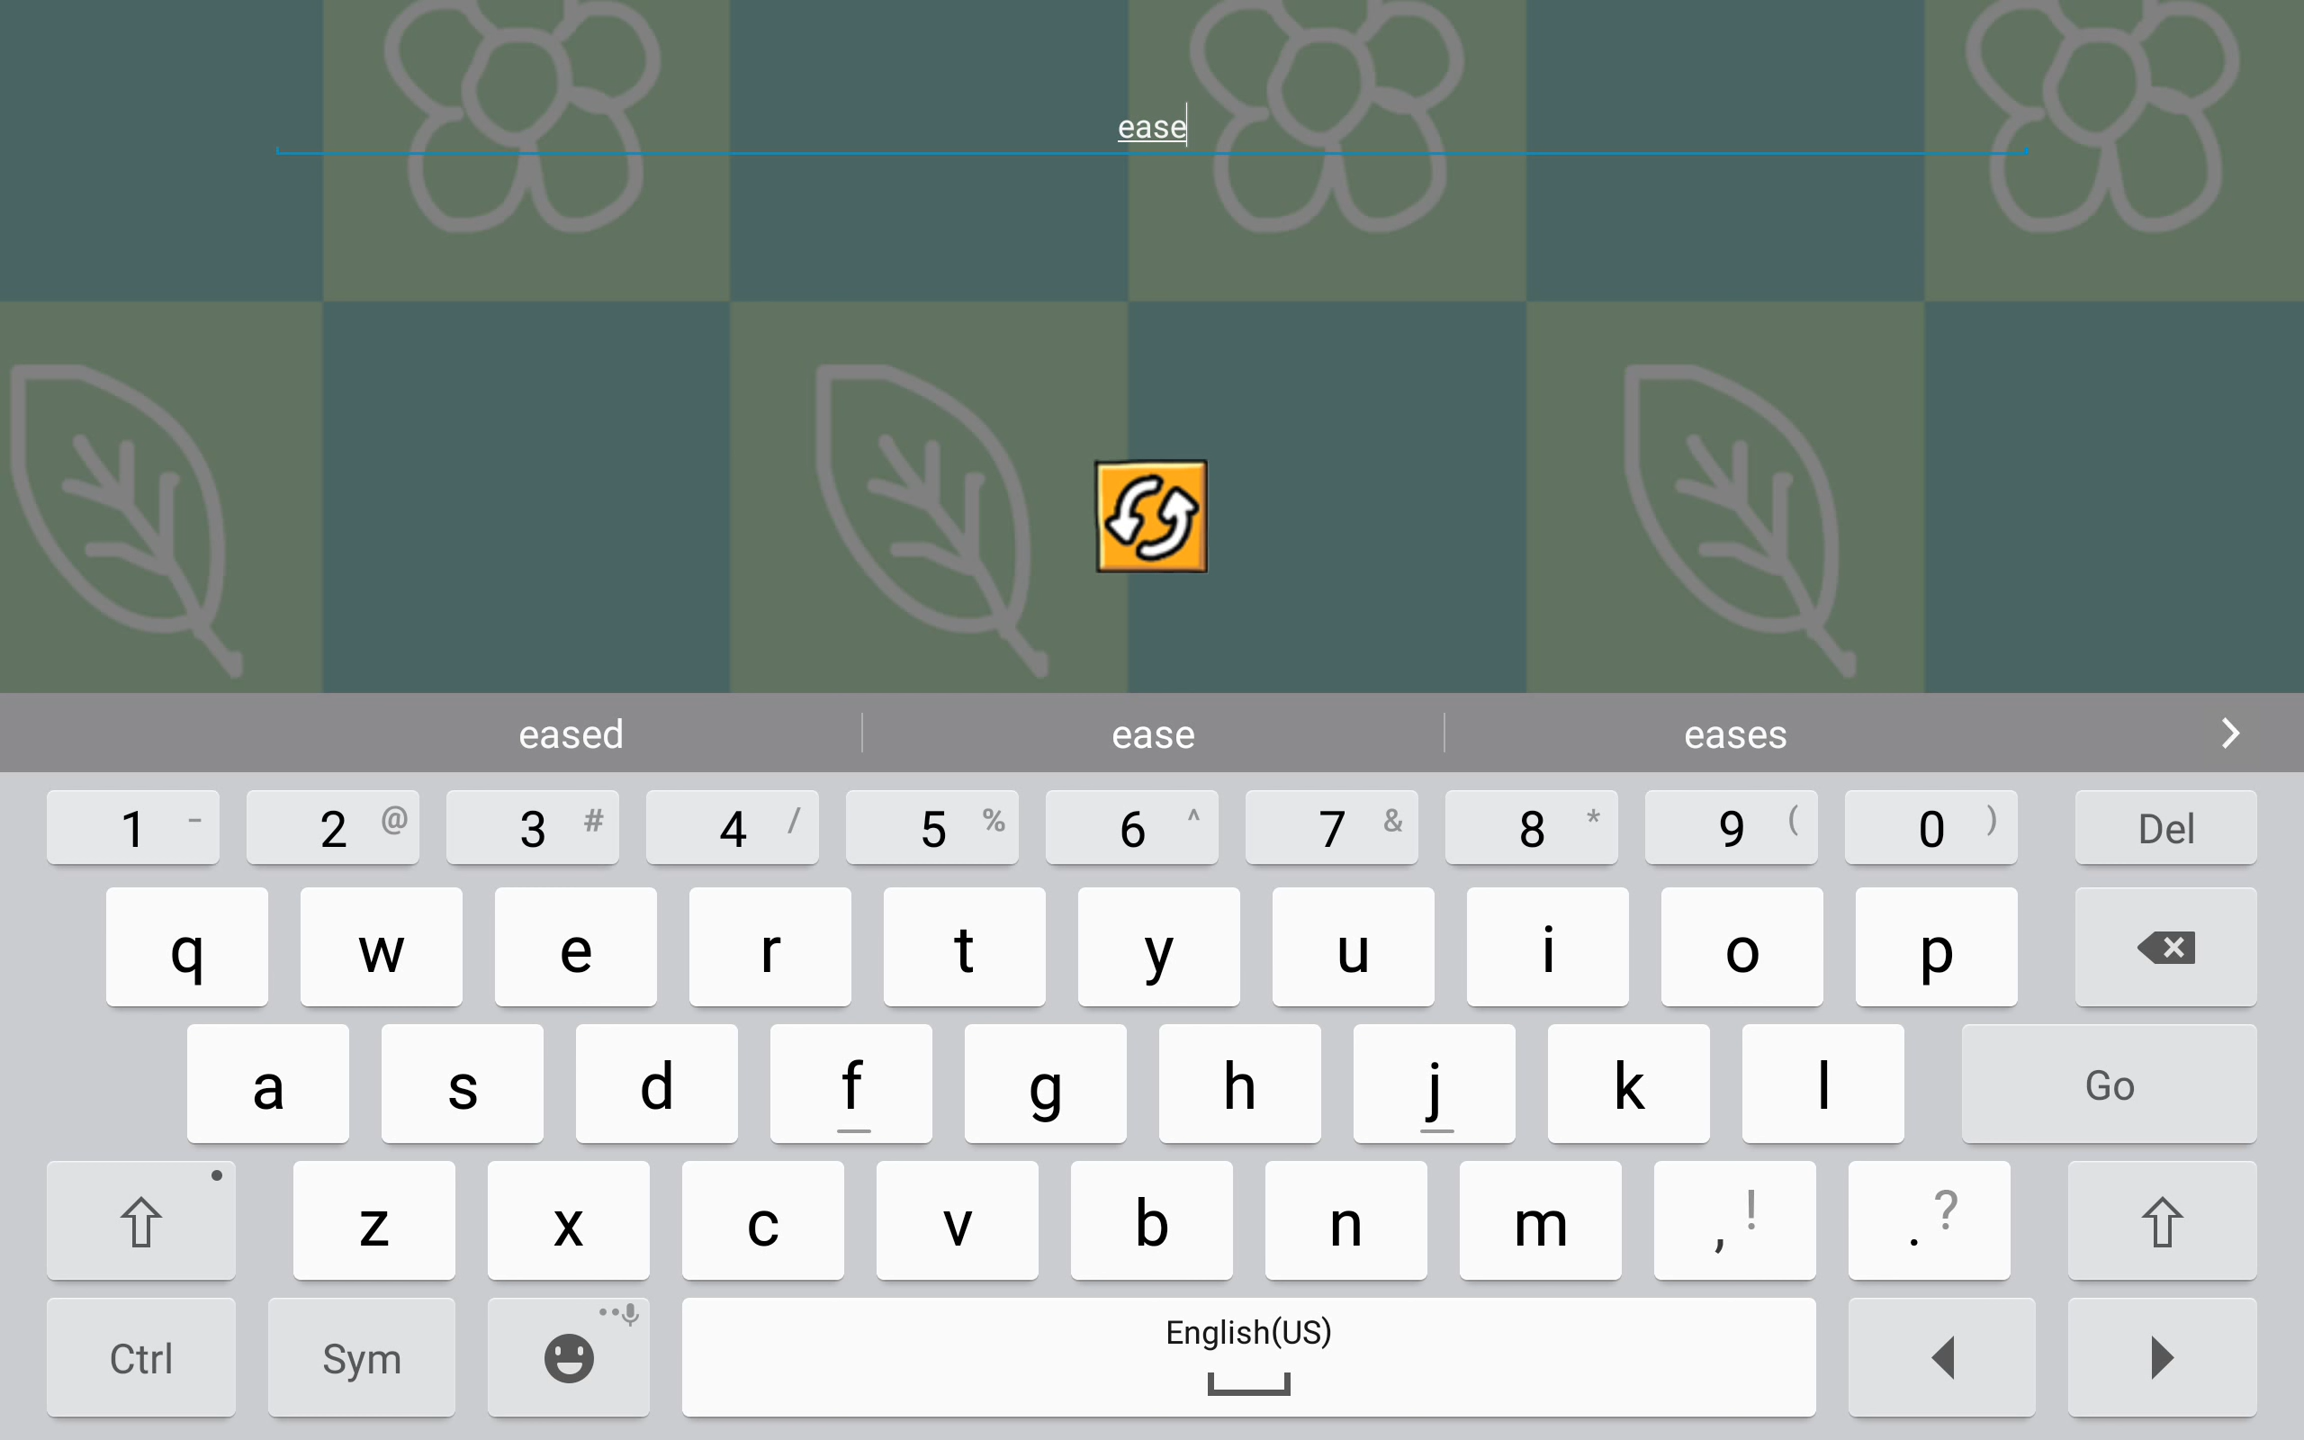 ease
eased ease eases
1 - 2 @ 3 # 4 / 5 % 6 ^ 7 & 8 * 9 ( 0 ) Del
q w e r t y u i o p
a s d f g h j k l Go
z x c v b n m , ! . ?
Ctrl Sym English(US)